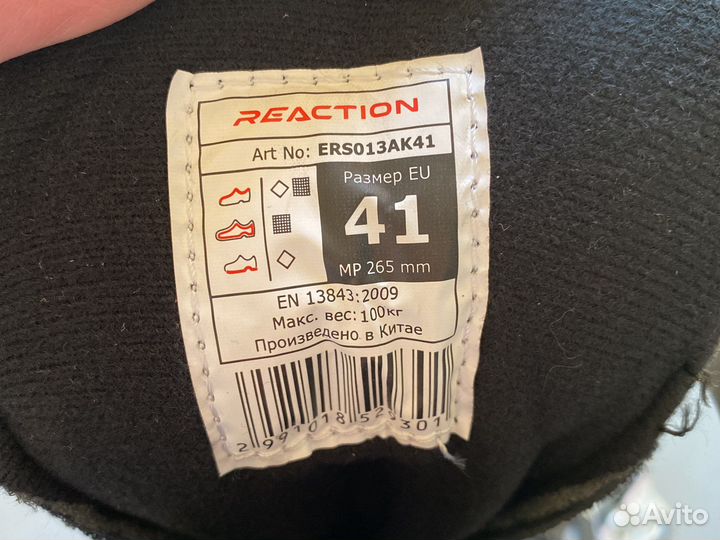 REACTION
Art No: ERS013AK41
Размер EU
41
MP 265 mm
EN 13843:2009
Макс. вес: 100кг
Произведено в Китае
Avito